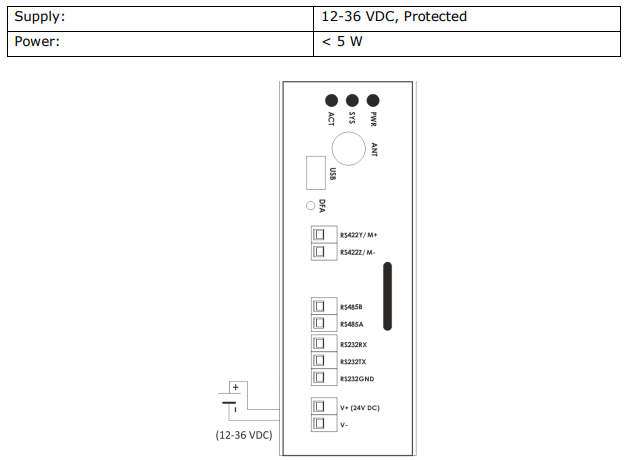 Supply: 12-36 VDC, Protected
Power: < 5 W
ACT SYS PWR
ANT
USB
DFA
RS422Y/ M+
RS422Z/ M-
RS485B
RS485A
RS232RX
RS232TX
RS232GND
+
-
V+ (24V DC)
V-
(12-36 VDC)